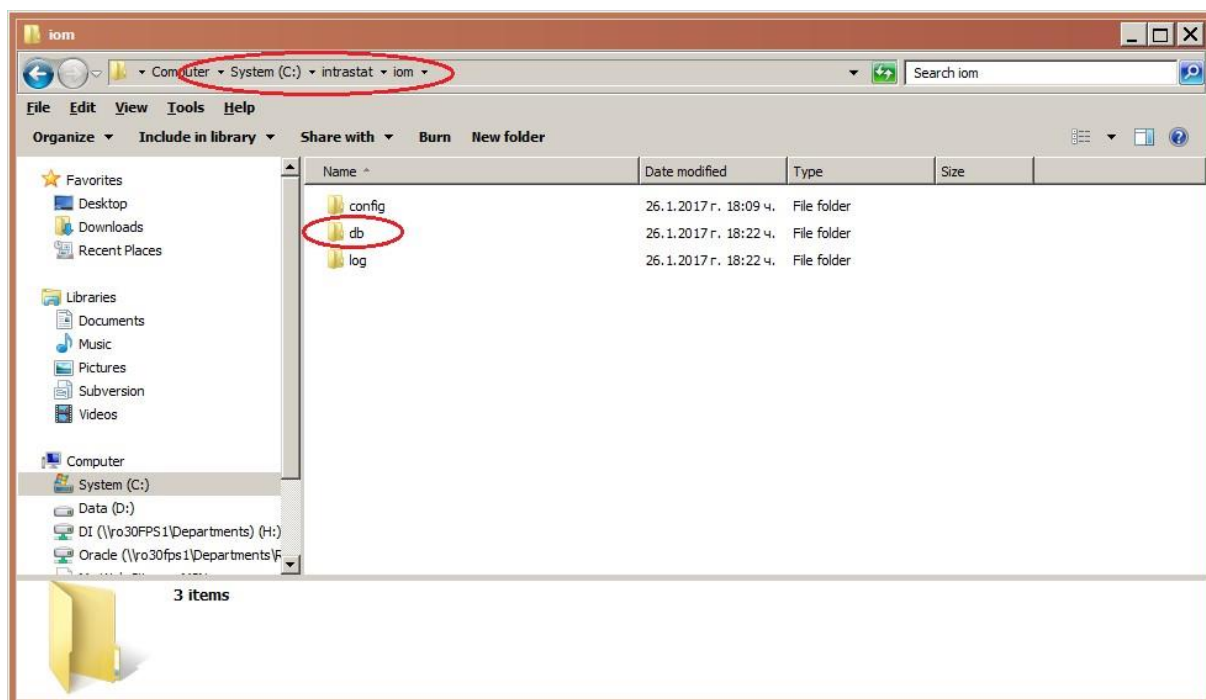 iom
Computer System (C:) intrastat iom
Search iom
File Edit View Tools Help
Organize Include in library Share with Burn New folder
Name Date modified Type Size
Favorites
Desktop
Downloads
Recent Places
Libraries
Documents
Music
Pictures
Subversion
Videos
Computer
System (C:)
Data (D:)
DI (\\ro30FPS1\Departments) (H:)
Oracle (\\ro30fps1\Departments\R
config 26.1.2017 г. 18:09 ч. File folder
db 26.1.2017 г. 18:22 ч. File folder
log 26.1.2017 г. 18:22 ч. File folder
3 items